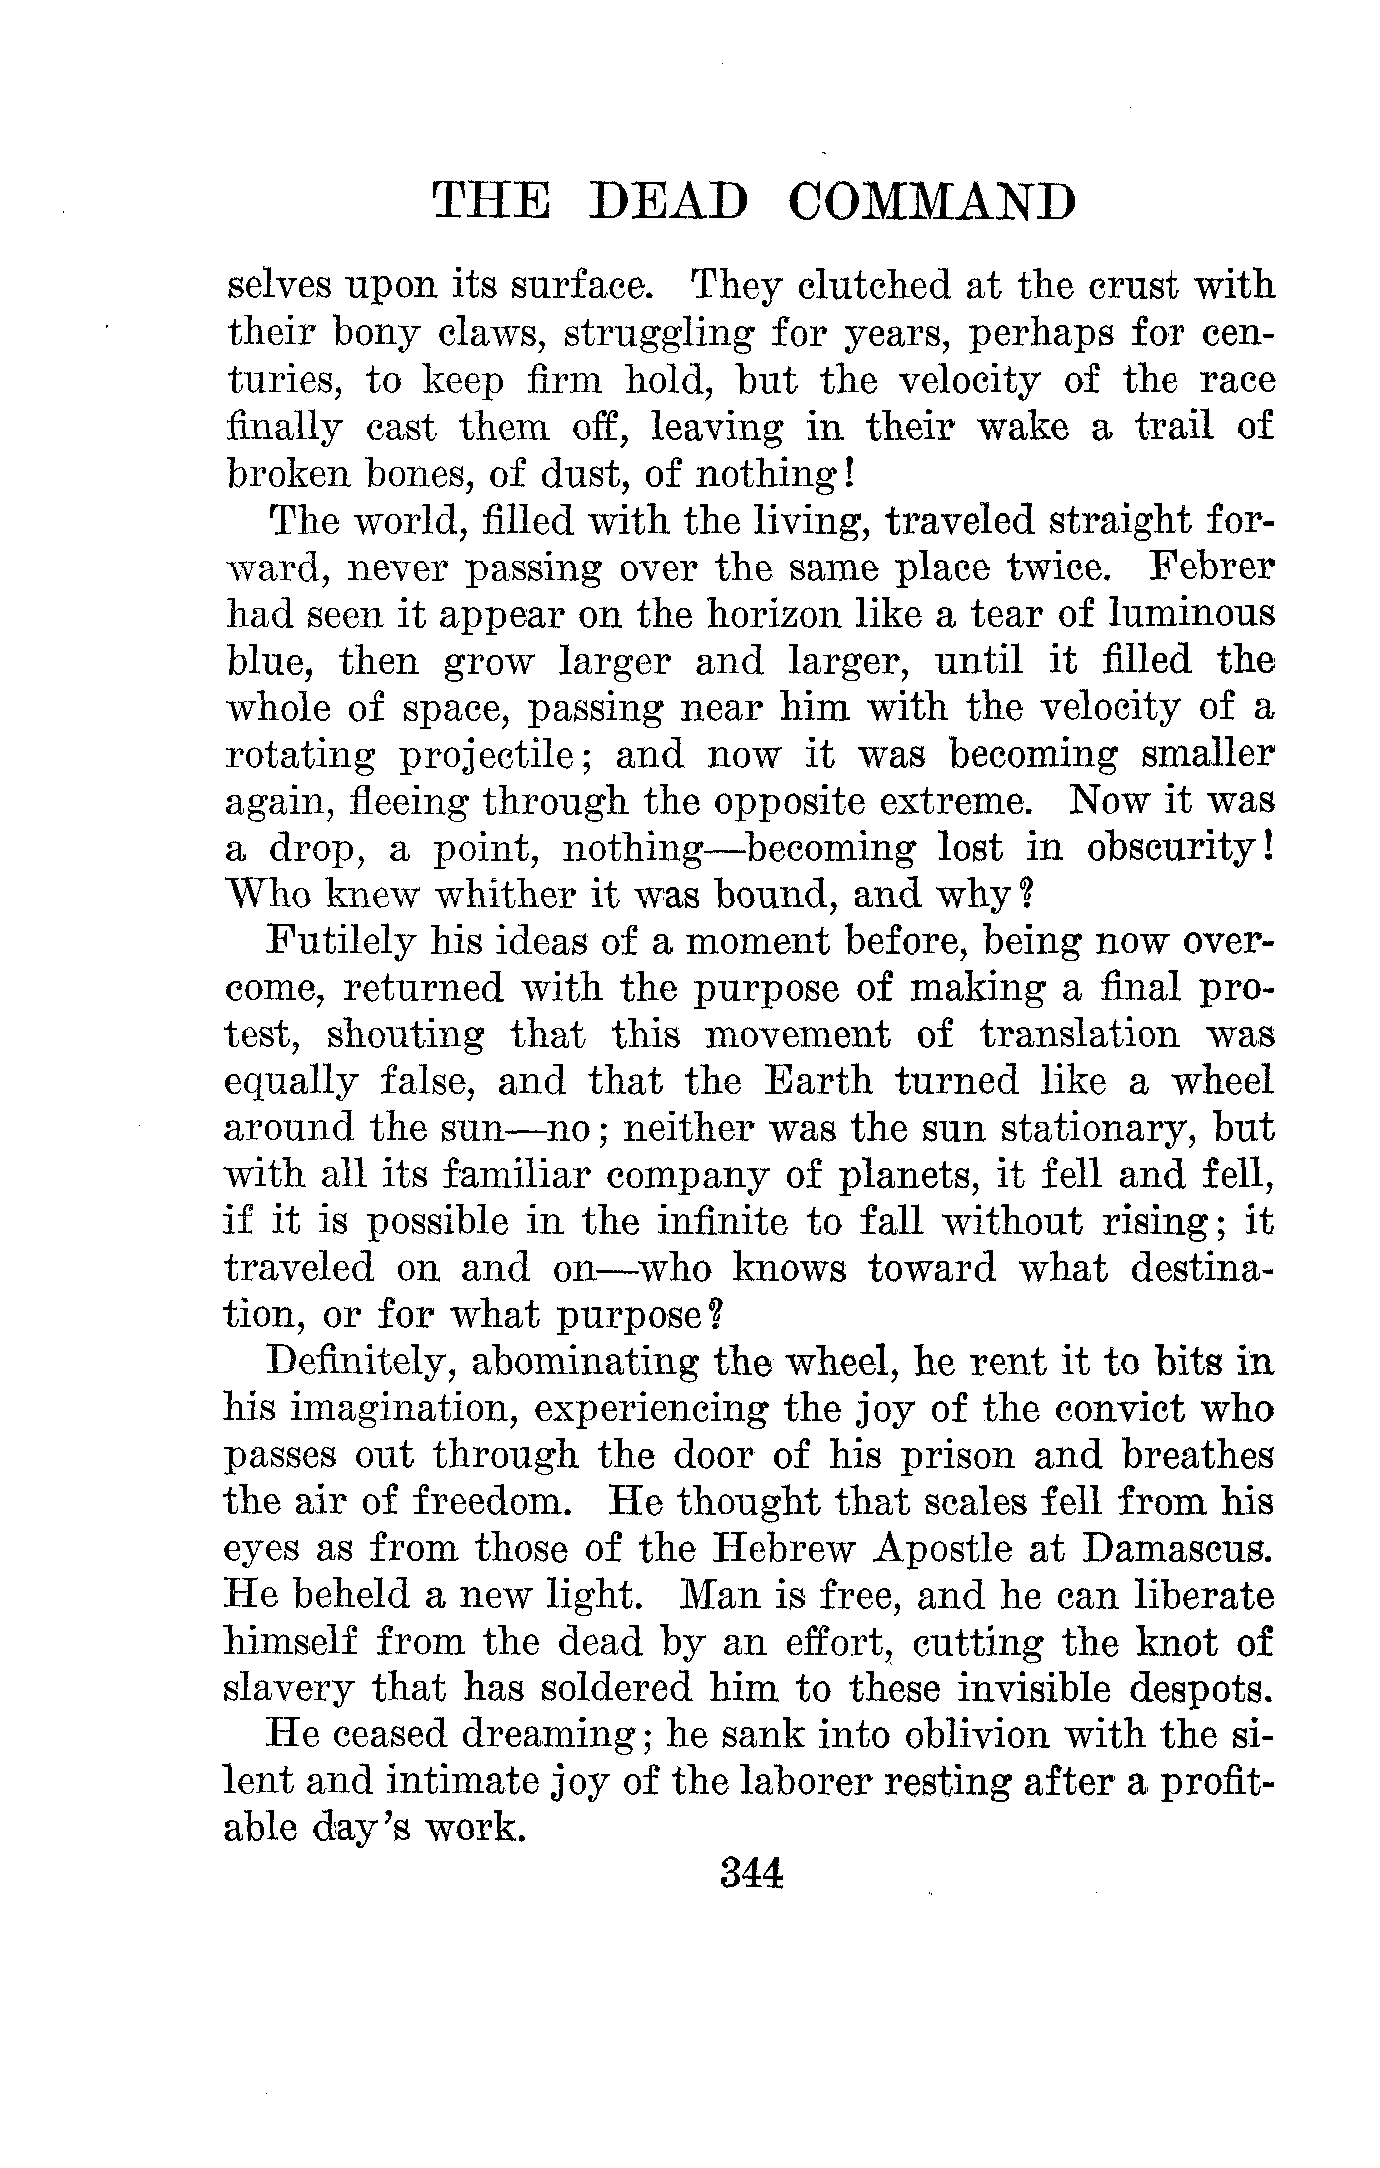 THE DEAD COMMAND
selves upon its surface. They clutched at the crust with
their bony claws, struggling for years, perhaps for cen-
turies, to keep firm hold, but the velocity of the race
finally cast them off, leaving in their wake a trail of
broken bones, of dust, of nothing!
The world, filled with the living, traveled straight for-
ward, never passing over the same place twice. Febrer
had seen it appear on the horizon like a tear of luminous
blue, then grow larger and larger, until it filled the
whole of space, passing near him with the velocity of a
rotating projectile; and now it was becoming smaller
again, fleeing through the opposite extreme. Now it was
a drop, a point, nothing—becoming lost in obscurity!
Who knew whither it was bound, and why?
Futilely his ideas of a moment before, being now over-
come, returned with the purpose of making a final pro-
test, shouting that this movement of translation was
equally false, and that the Earth turned like a wheel
around the sun—no; neither was the sun stationary, but
with all its familiar company of planets, it fell and fell,
if it is possible in the infinite to fall without rising; it
traveled on and on—who knows toward what destina-
tion, or for what purpose?
Definitely, abominating the wheel, he rent it to bits in
his imagination, experiencing the joy of the convict who
passes out through the door of his prison and breathes
the air of freedom. He thought that scales fell from his
eyes as from those of the Hebrew Apostle at Damascus.
He beheld a new light. Man is free, and he can liberate
himself from the dead by an effort, cutting the knot of
slavery that has soldered him to these invisible despots.
He ceased dreaming; he sank into oblivion with the si-
lent and intimate joy of the laborer resting after a profit-
able day's work.
344